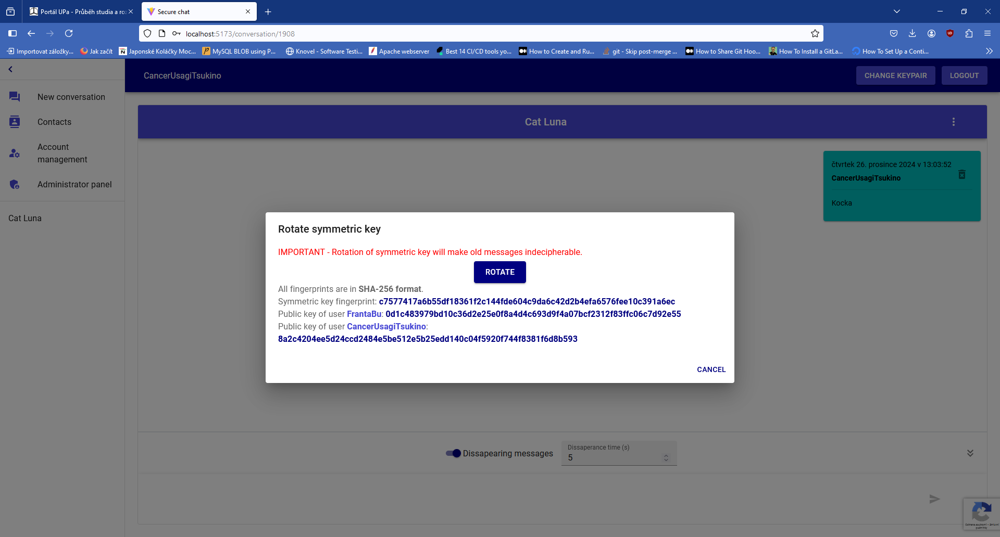 Portál UPa - Průběh studia a roz
Secure chat
localhost:5173/conversation/1908
Importovat záložky...
Jak začít
Japonské Koláčky Moc...
MySQL BLOB using P...
Knovel - Software Testi...
Apache webserver
Best 14 CI/CD tools yo...
How to Create and Ru...
git - Skip post-merge ...
How to Share Git Hoo...
How To Install a GitLa...
How To Set Up a Conti...
CancerUsagiTsukino
CHANGE KEYPAIR
LOGOUT
New conversation
Contacts
Account
management
Administrator panel
Cat Luna
Cat Luna
čtvrtek 26. prosince 2024 v 13:03:52
CancerUsagiTsukino
Kocka
Rotate symmetric key
IMPORTANT - Rotation of symmetric key will make old messages indecipherable.
ROTATE
All fingerprints are in SHA-256 format.
Symmetric key fingerprint: c7577417a6b55df18361f2c144fde604c9da6c42d2b4efa6576fee10c391a6ec
Public key of user FrantaBu: 0d1c483979bd10c36d2e25e0f8a4d4c693d9f4a07bcf2312f83ffc06c7d92e55
Public key of user CancerUsagiTsukino:
8a2c4204ee5d24ccd2484e5be512e5b25edd140c04f5920f744f8381f6d8b593
CANCEL
Dissapearing messages
Dissaperance time (s)
5
Ochrana soukromí - Smluvní
podmínky